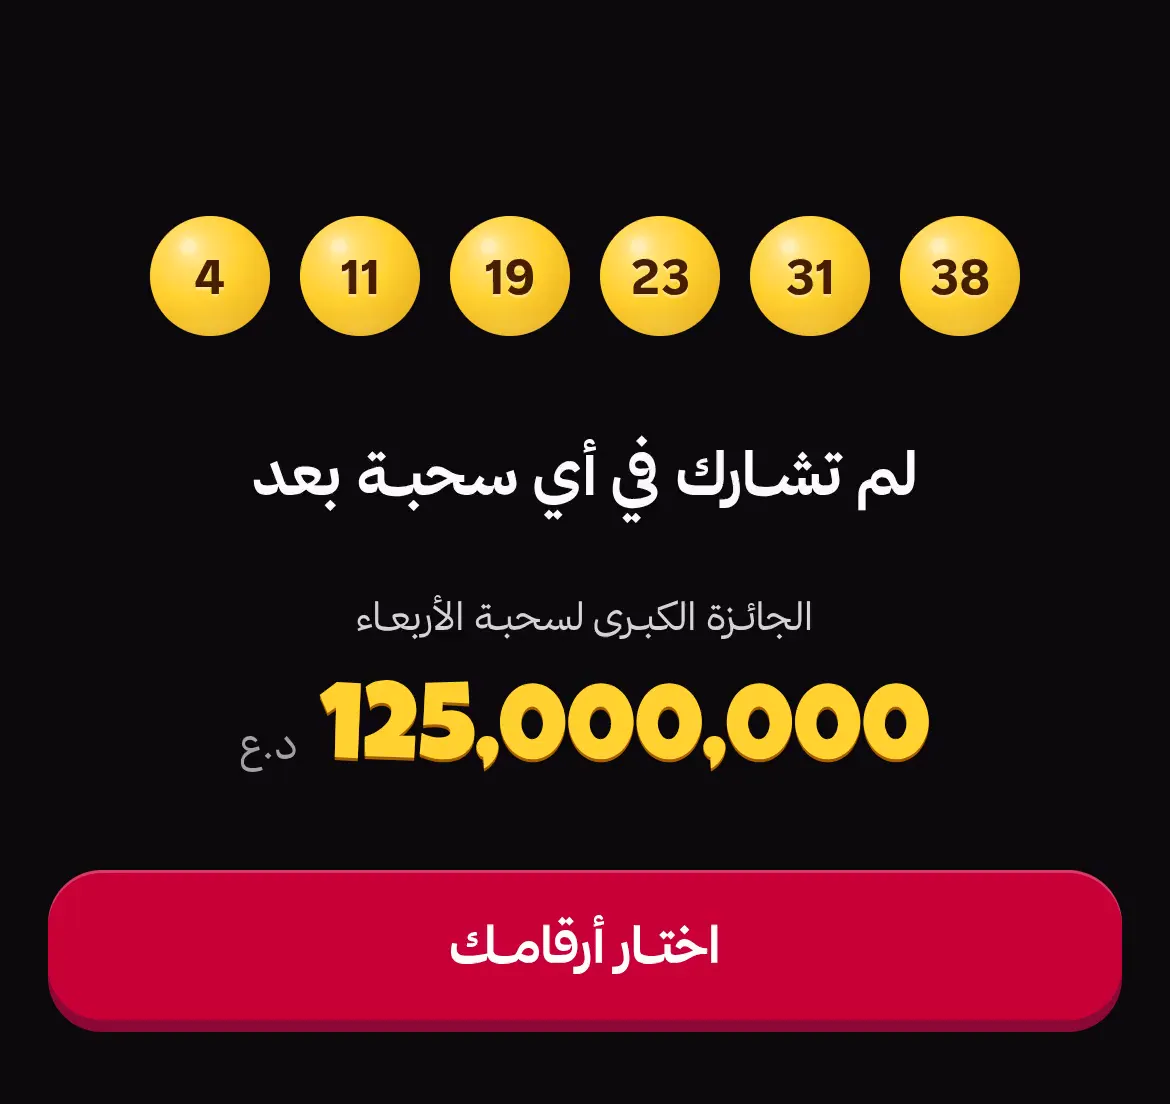 4 11 19 23 31 38
لم تشارك في أي سحبة بعد
الجائزة الكبرى لسحبة الأربعاء
125,000,000 د.ع
اختار أرقامك